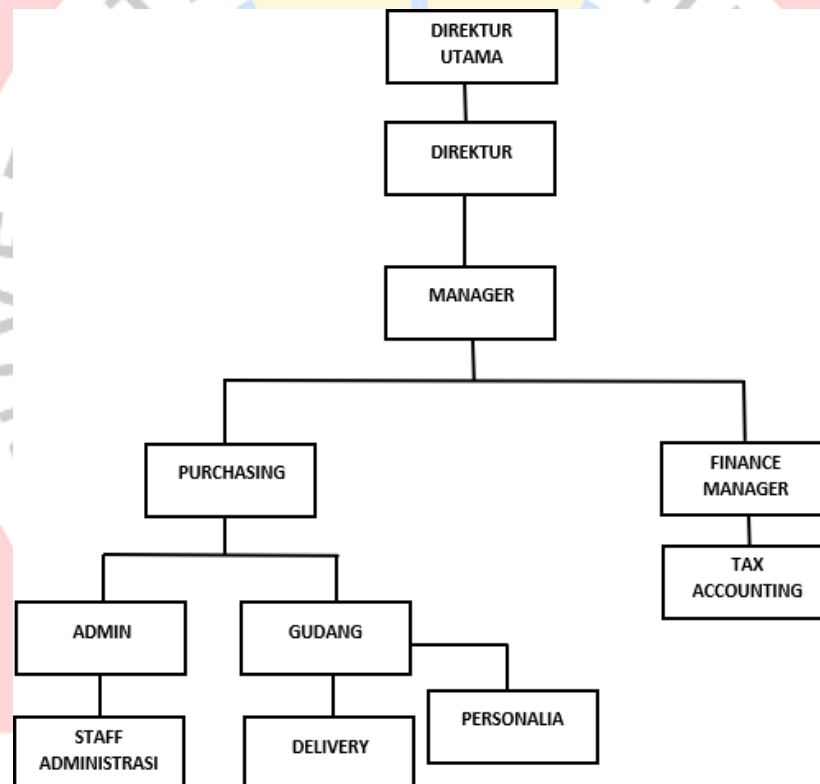 DIREKTUR
UTAMA
DIREKTUR
MANAGER
PURCHASING
FINANCE
MANAGER
TAX
ACCOUNTING
ADMIN
GUDANG
PERSONALIA
STAFF
ADMINISTRASI
DELIVERY